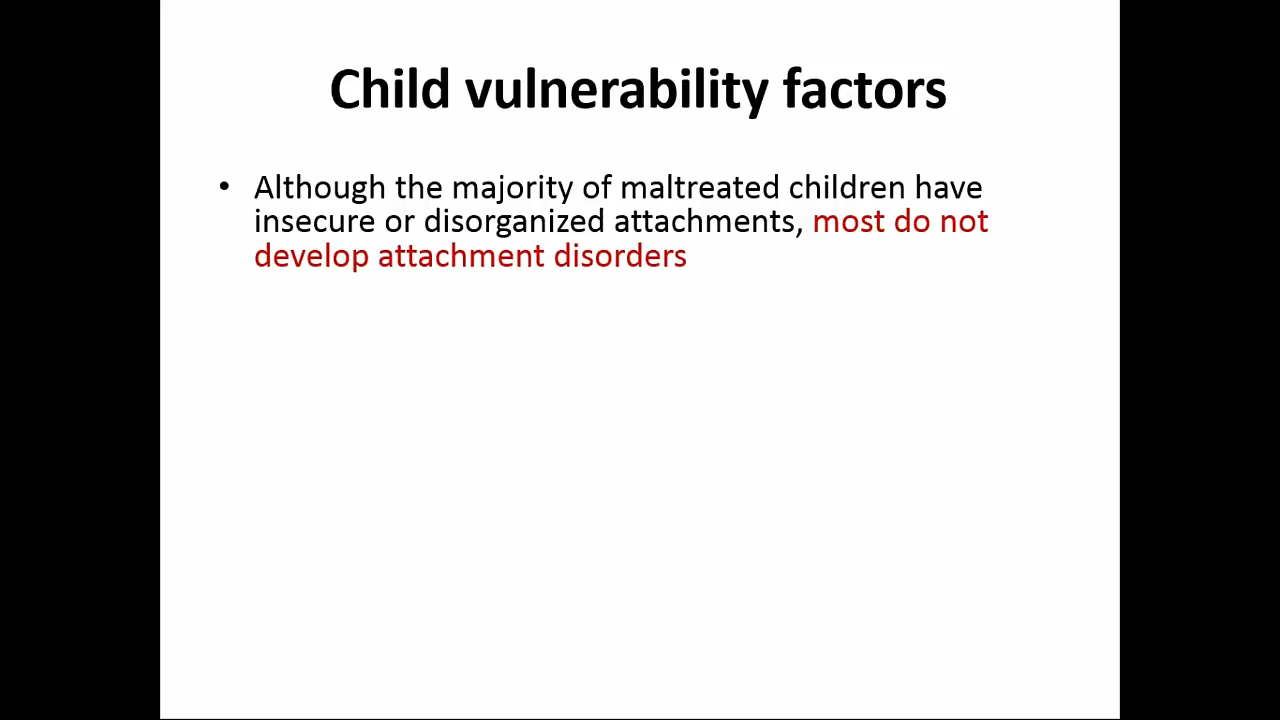 Child vulnerability factors
• Although the majority of maltreated children have
insecure or disorganized attachments, most do not
develop attachment disorders